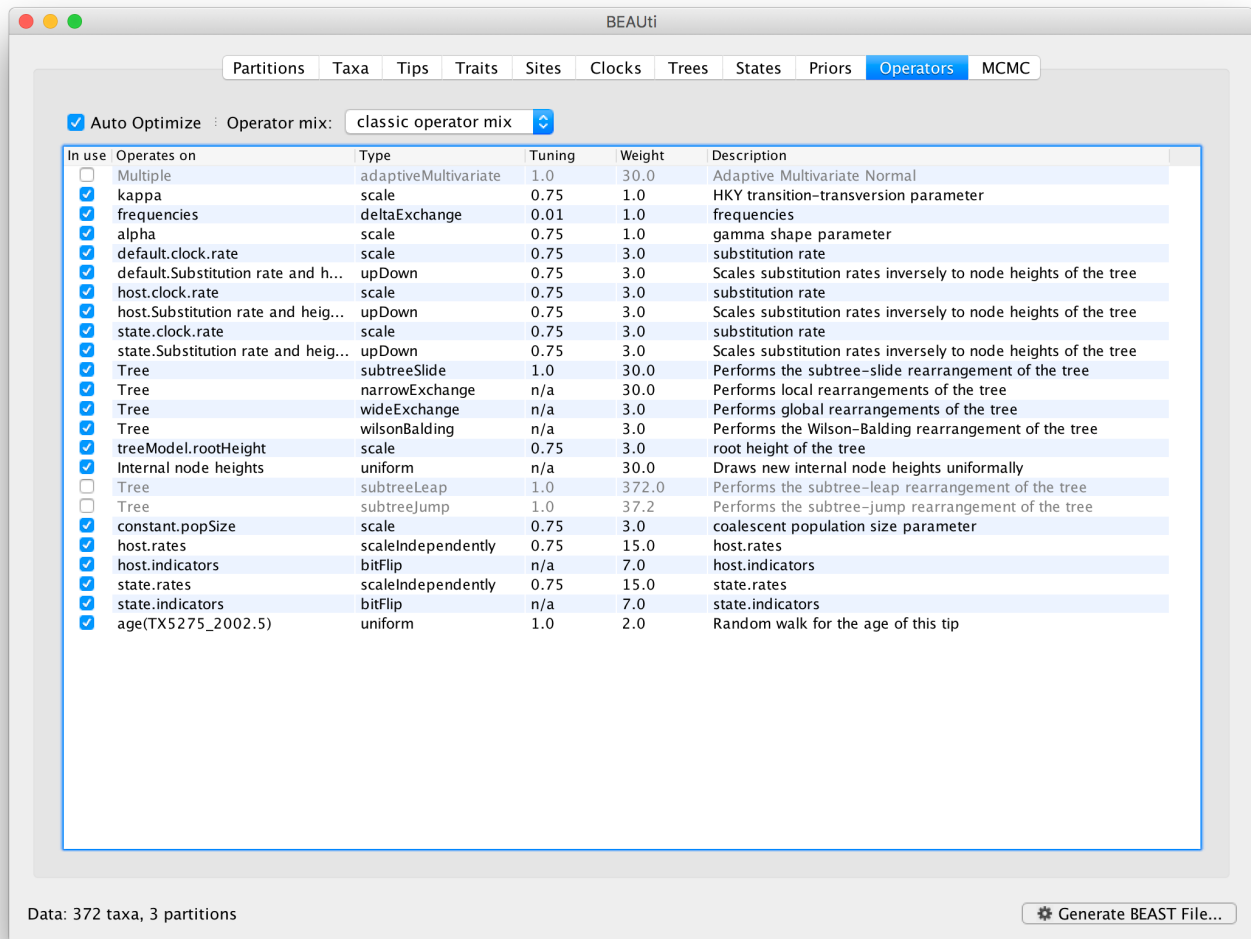 BEAUti
Partitions Taxa Tips Traits Sites Clocks Trees States Priors Operators MCMC
Auto Optimize Operator mix: classic operator mix
In use Operates on Type Tuning Weight Description
Multiple adaptiveMultivariate 1.0 30.0 Adaptive Multivariate Normal
kappa scale 0.75 1.0 HKY transition-transversion parameter
frequencies deltaExchange 0.01 1.0 frequencies
alpha scale 0.75 1.0 gamma shape parameter
default.clock.rate scale 0.75 3.0 substitution rate
default.Substitution rate and h... upDown 0.75 3.0 Scales substitution rates inversely to node heights of the tree
host.clock.rate scale 0.75 3.0 substitution rate
host.Substitution rate and heig... upDown 0.75 3.0 Scales substitution rates inversely to node heights of the tree
state.clock.rate scale 0.75 3.0 substitution rate
state.Substitution rate and heig... upDown 0.75 3.0 Scales substitution rates inversely to node heights of the tree
Tree subtreeSlide 1.0 30.0 Performs the subtree-slide rearrangement of the tree
Tree narrowExchange n/a 30.0 Performs local rearrangements of the tree
Tree wideExchange n/a 3.0 Performs global rearrangements of the tree
Tree wilsonBalding n/a 3.0 Performs the Wilson-Balding rearrangement of the tree
treeModel.rootHeight scale 0.75 3.0 root height of the tree
Internal node heights uniform n/a 30.0 Draws new internal node heights uniformally
Tree subtreeLeap 1.0 372.0 Performs the subtree-leap rearrangement of the tree
Tree subtreeJump 1.0 37.2 Performs the subtree-jump rearrangement of the tree
constant.popSize scale 0.75 3.0 coalescent population size parameter
host.rates scaleIndependently 0.75 15.0 host.rates
host.indicators bitFlip n/a 7.0 host.indicators
state.rates scaleIndependently 0.75 15.0 state.rates
state.indicators bitFlip n/a 7.0 state.indicators
age(TX5275_2002.5) uniform 1.0 2.0 Random walk for the age of this tip
Data: 372 taxa, 3 partitions Generate BEAST File...